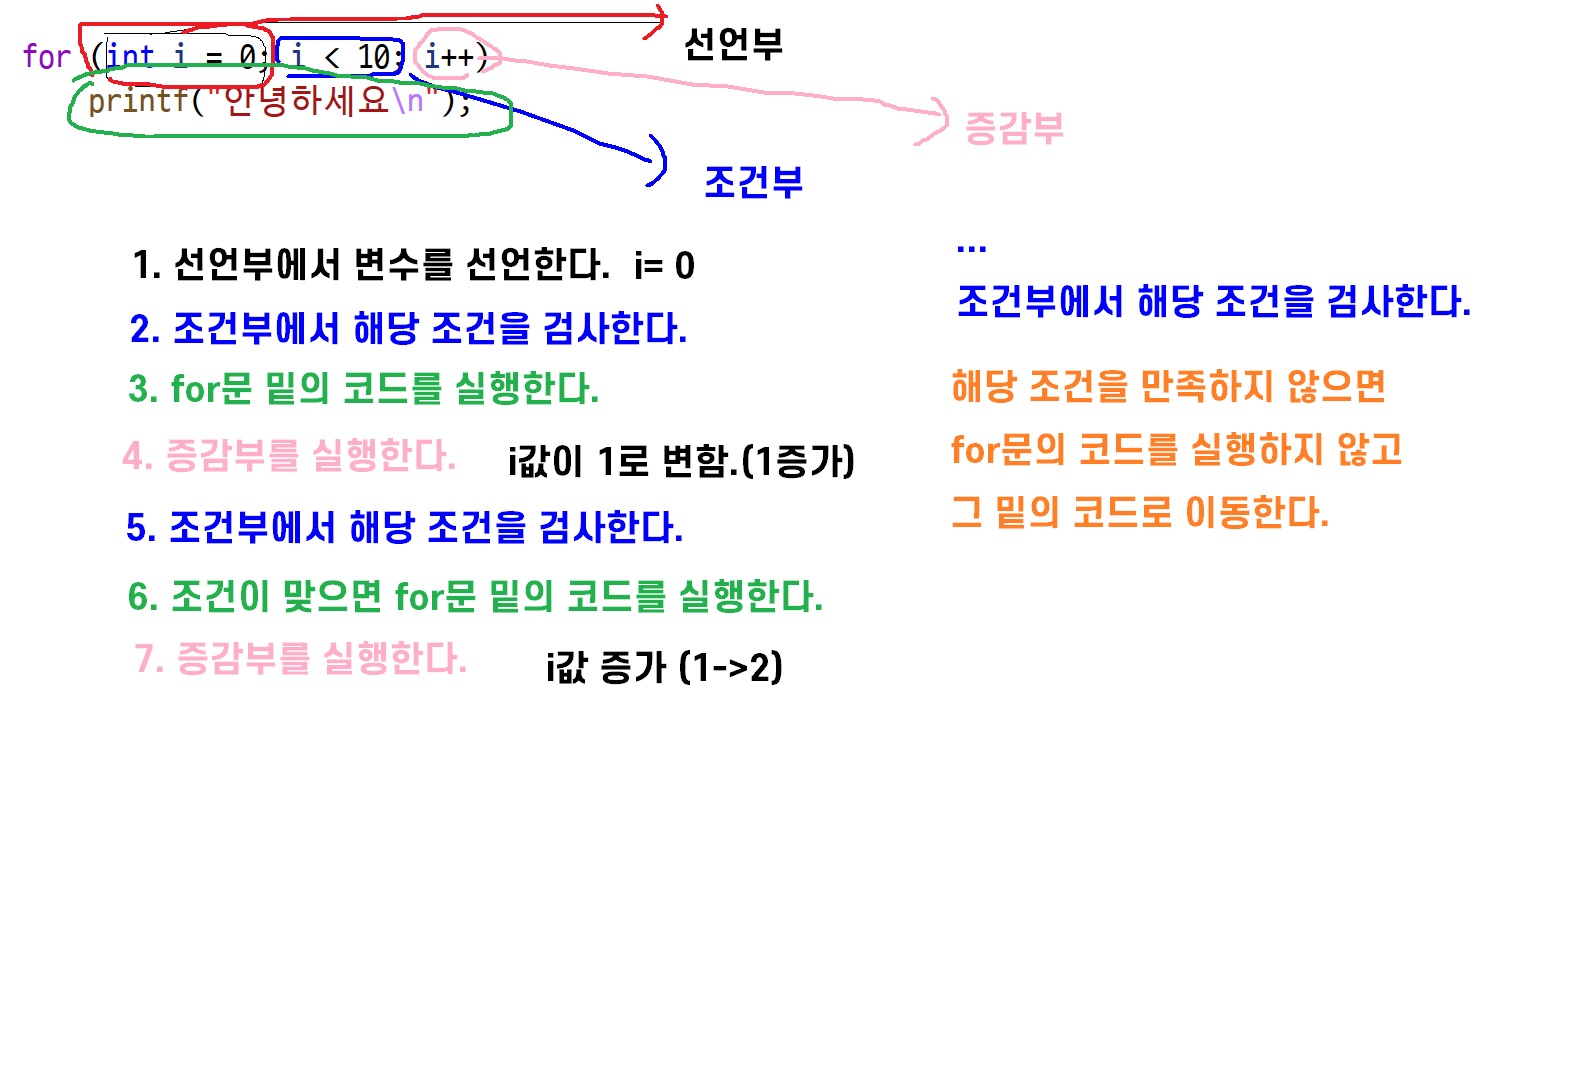 for (int i = 0; i < 10; i++)
printf("안녕하세요\n");
선언부
증감부
조건부
1. 선언부에서 변수를 선언한다. i= 0
2. 조건부에서 해당 조건을 검사한다.
3. for문 밑의 코드를 실행한다.
4. 증감부를 실행한다. i값이 1로 변함.(1증가)
5. 조건부에서 해당 조건을 검사한다.
6. 조건이 맞으면 for문 밑의 코드를 실행한다.
7. 증감부를 실행한다. i값 증가 (1->2)
...
조건부에서 해당 조건을 검사한다.
해당 조건을 만족하지 않으면
for문의 코드를 실행하지 않고
그 밑의 코드로 이동한다.